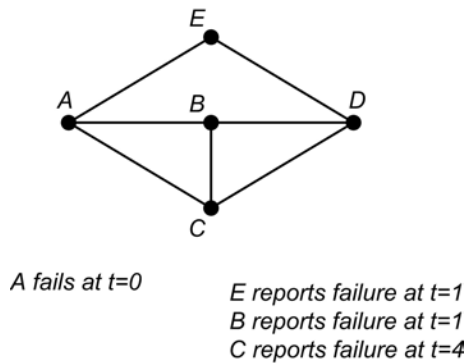 E
A
B
D
C
A fails at t=0
E reports failure at t=1
B reports failure at t=1
C reports failure at t=4